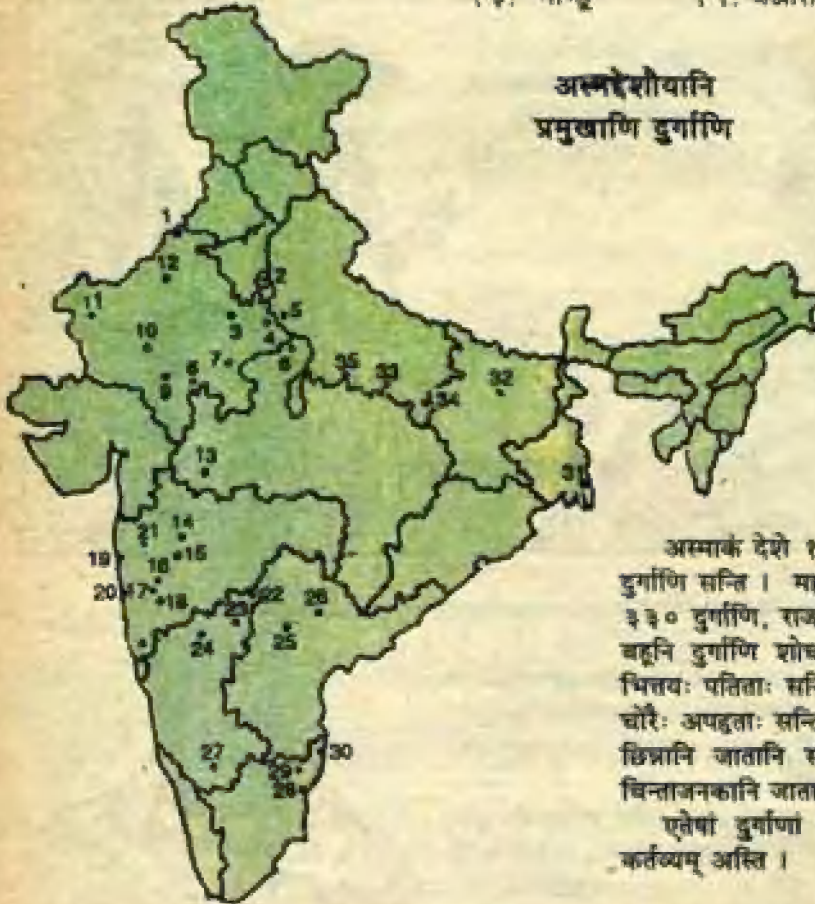 अस्मद्देशीयानि
प्रमुखाणि दुर्गाणि
1
12
2
11
3
5
4
10
7
6
8
9
35
33
34
32
13
31
21
14
19
15
16
20
17
18
22
26
23
25
24
27
30
29
28
अस्माकं देशे
दुर्गाणि सन्ति ।
३३० दुर्गाणि, राज
बहूनि दुर्गाणि शोच
भित्तयः पतिताः सन्ति
चोरैः अपहृताः सन्ति
छिन्नानि जातानि स
चिन्ताजनकानि जाता
एतेषां दुर्गाणां
कर्तव्यम् अस्ति ।